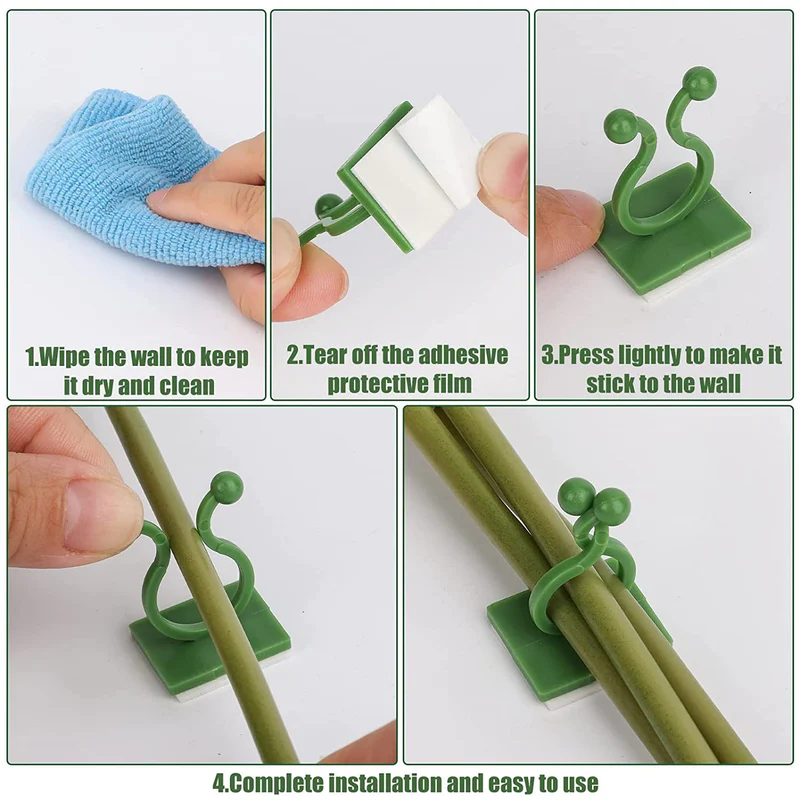 1.Wipe the wall to keep
it dry and clean
2.Tear off the adhesive
protective film
3.Press lightly to make it
stick to the wall
4.Complete installation and easy to use